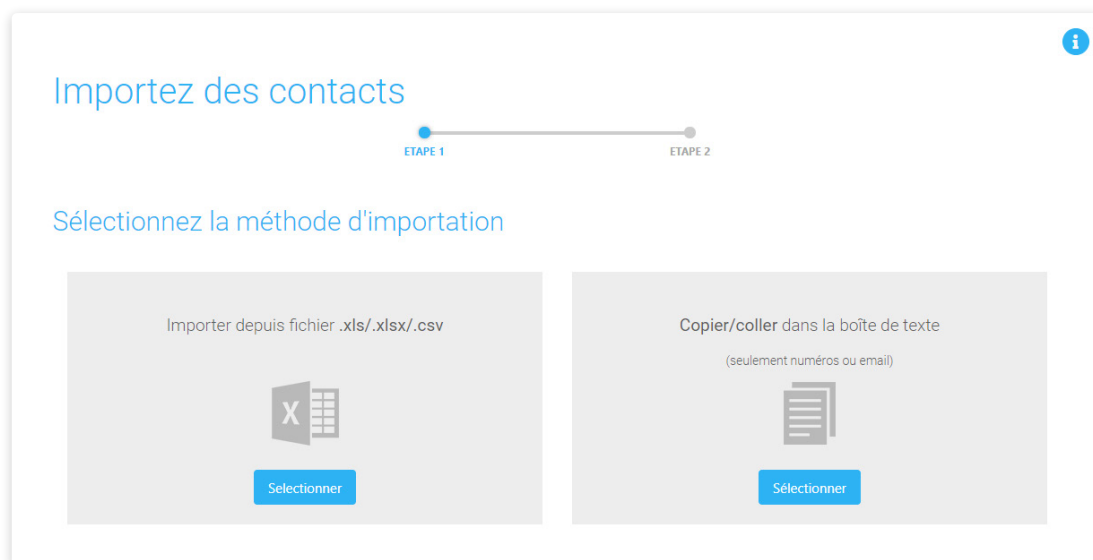 Importez des contacts
ETAPE 1
ETAPE 2
Sélectionnez la méthode d'importation
Importer depuis fichier .xls/.xlsx/.csv
X
Selectionner
Copier/coller dans la boîte de texte
(seulement numéros ou email)
Sélectionner